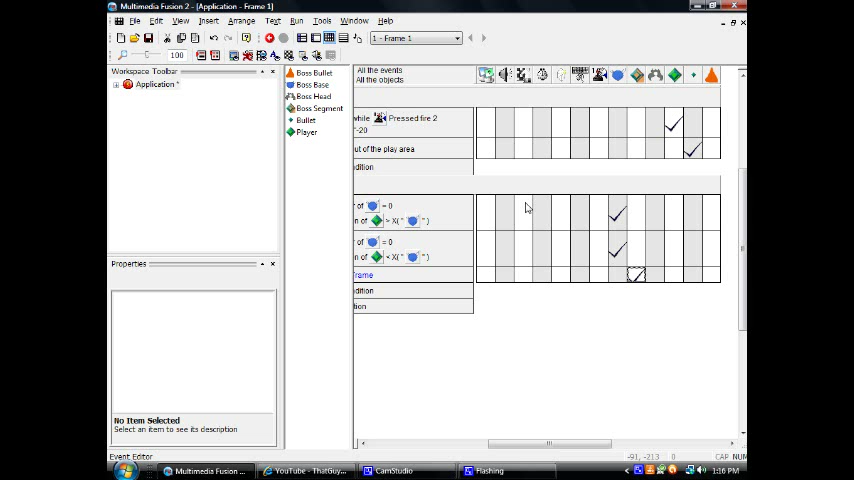 Multimedia Fusion 2 - [Application - Frame 1]
File Edit View Insert Arrange Text Run Tools Window Help
1 - Frame 1
100
Workspace Toolbar
Application *
Boss Bullet
Boss Base
Boss Head
Boss Segment
Bullet
Player
All the events
All the objects
while Pressed fire 2
*-20
ut of the play area
dition
r of = 0
n of > X( " " )
r of = 0
n of < X( " " )
frame
dition
tion
Properties
No Item Selected
Select an item to see its description
Event Editor
-91, -213
0
CAP NUM
Multimedia Fusion ...
YouTube - ThatGuy...
CamStudio
Flashing
1:16 PM